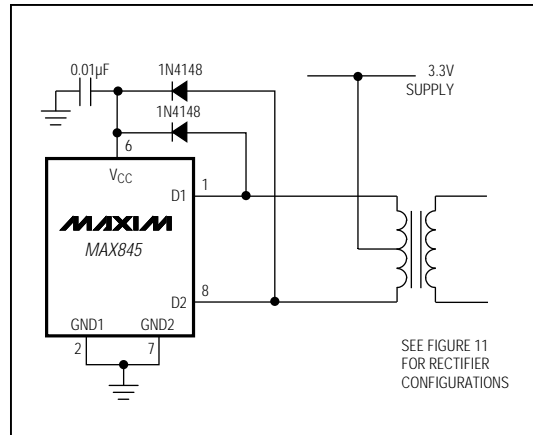 0.01µF
1N4148
3.3V
SUPPLY
1N4148
6
VCC
1
D1
MAXIM
MAX845
8
D2
GND1
GND2
2
7
SEE FIGURE 11
FOR RECTIFIER
CONFIGURATIONS